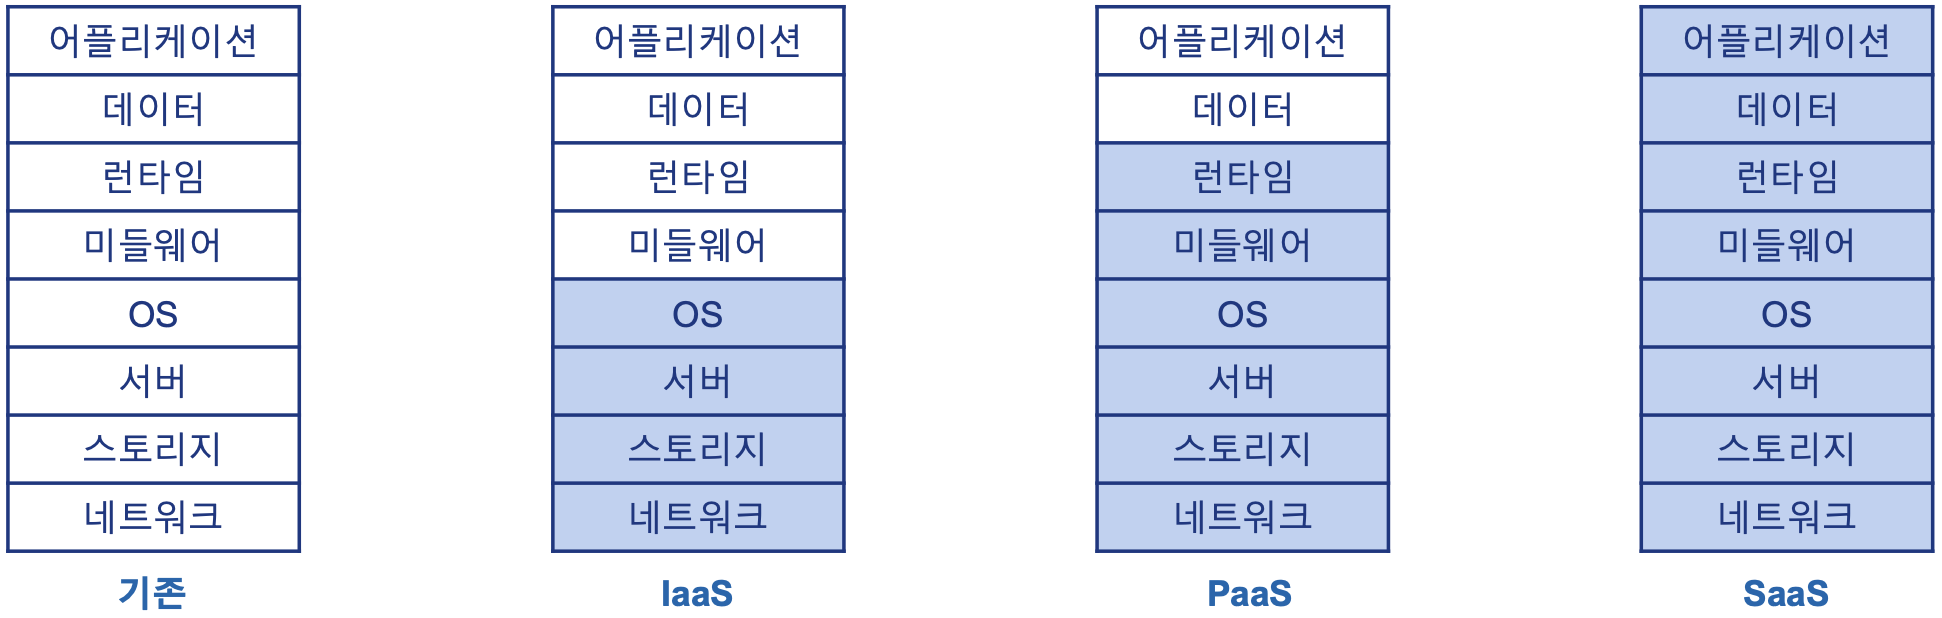 어플리케이션
데이터
런타임
미들웨어
OS
서버
스토리지
네트워크
기존
어플리케이션
데이터
런타임
미들웨어
OS
서버
스토리지
네트워크
IaaS
어플리케이션
데이터
런타임
미들웨어
OS
서버
스토리지
네트워크
PaaS
어플리케이션
데이터
런타임
미들웨어
OS
서버
스토리지
네트워크
SaaS